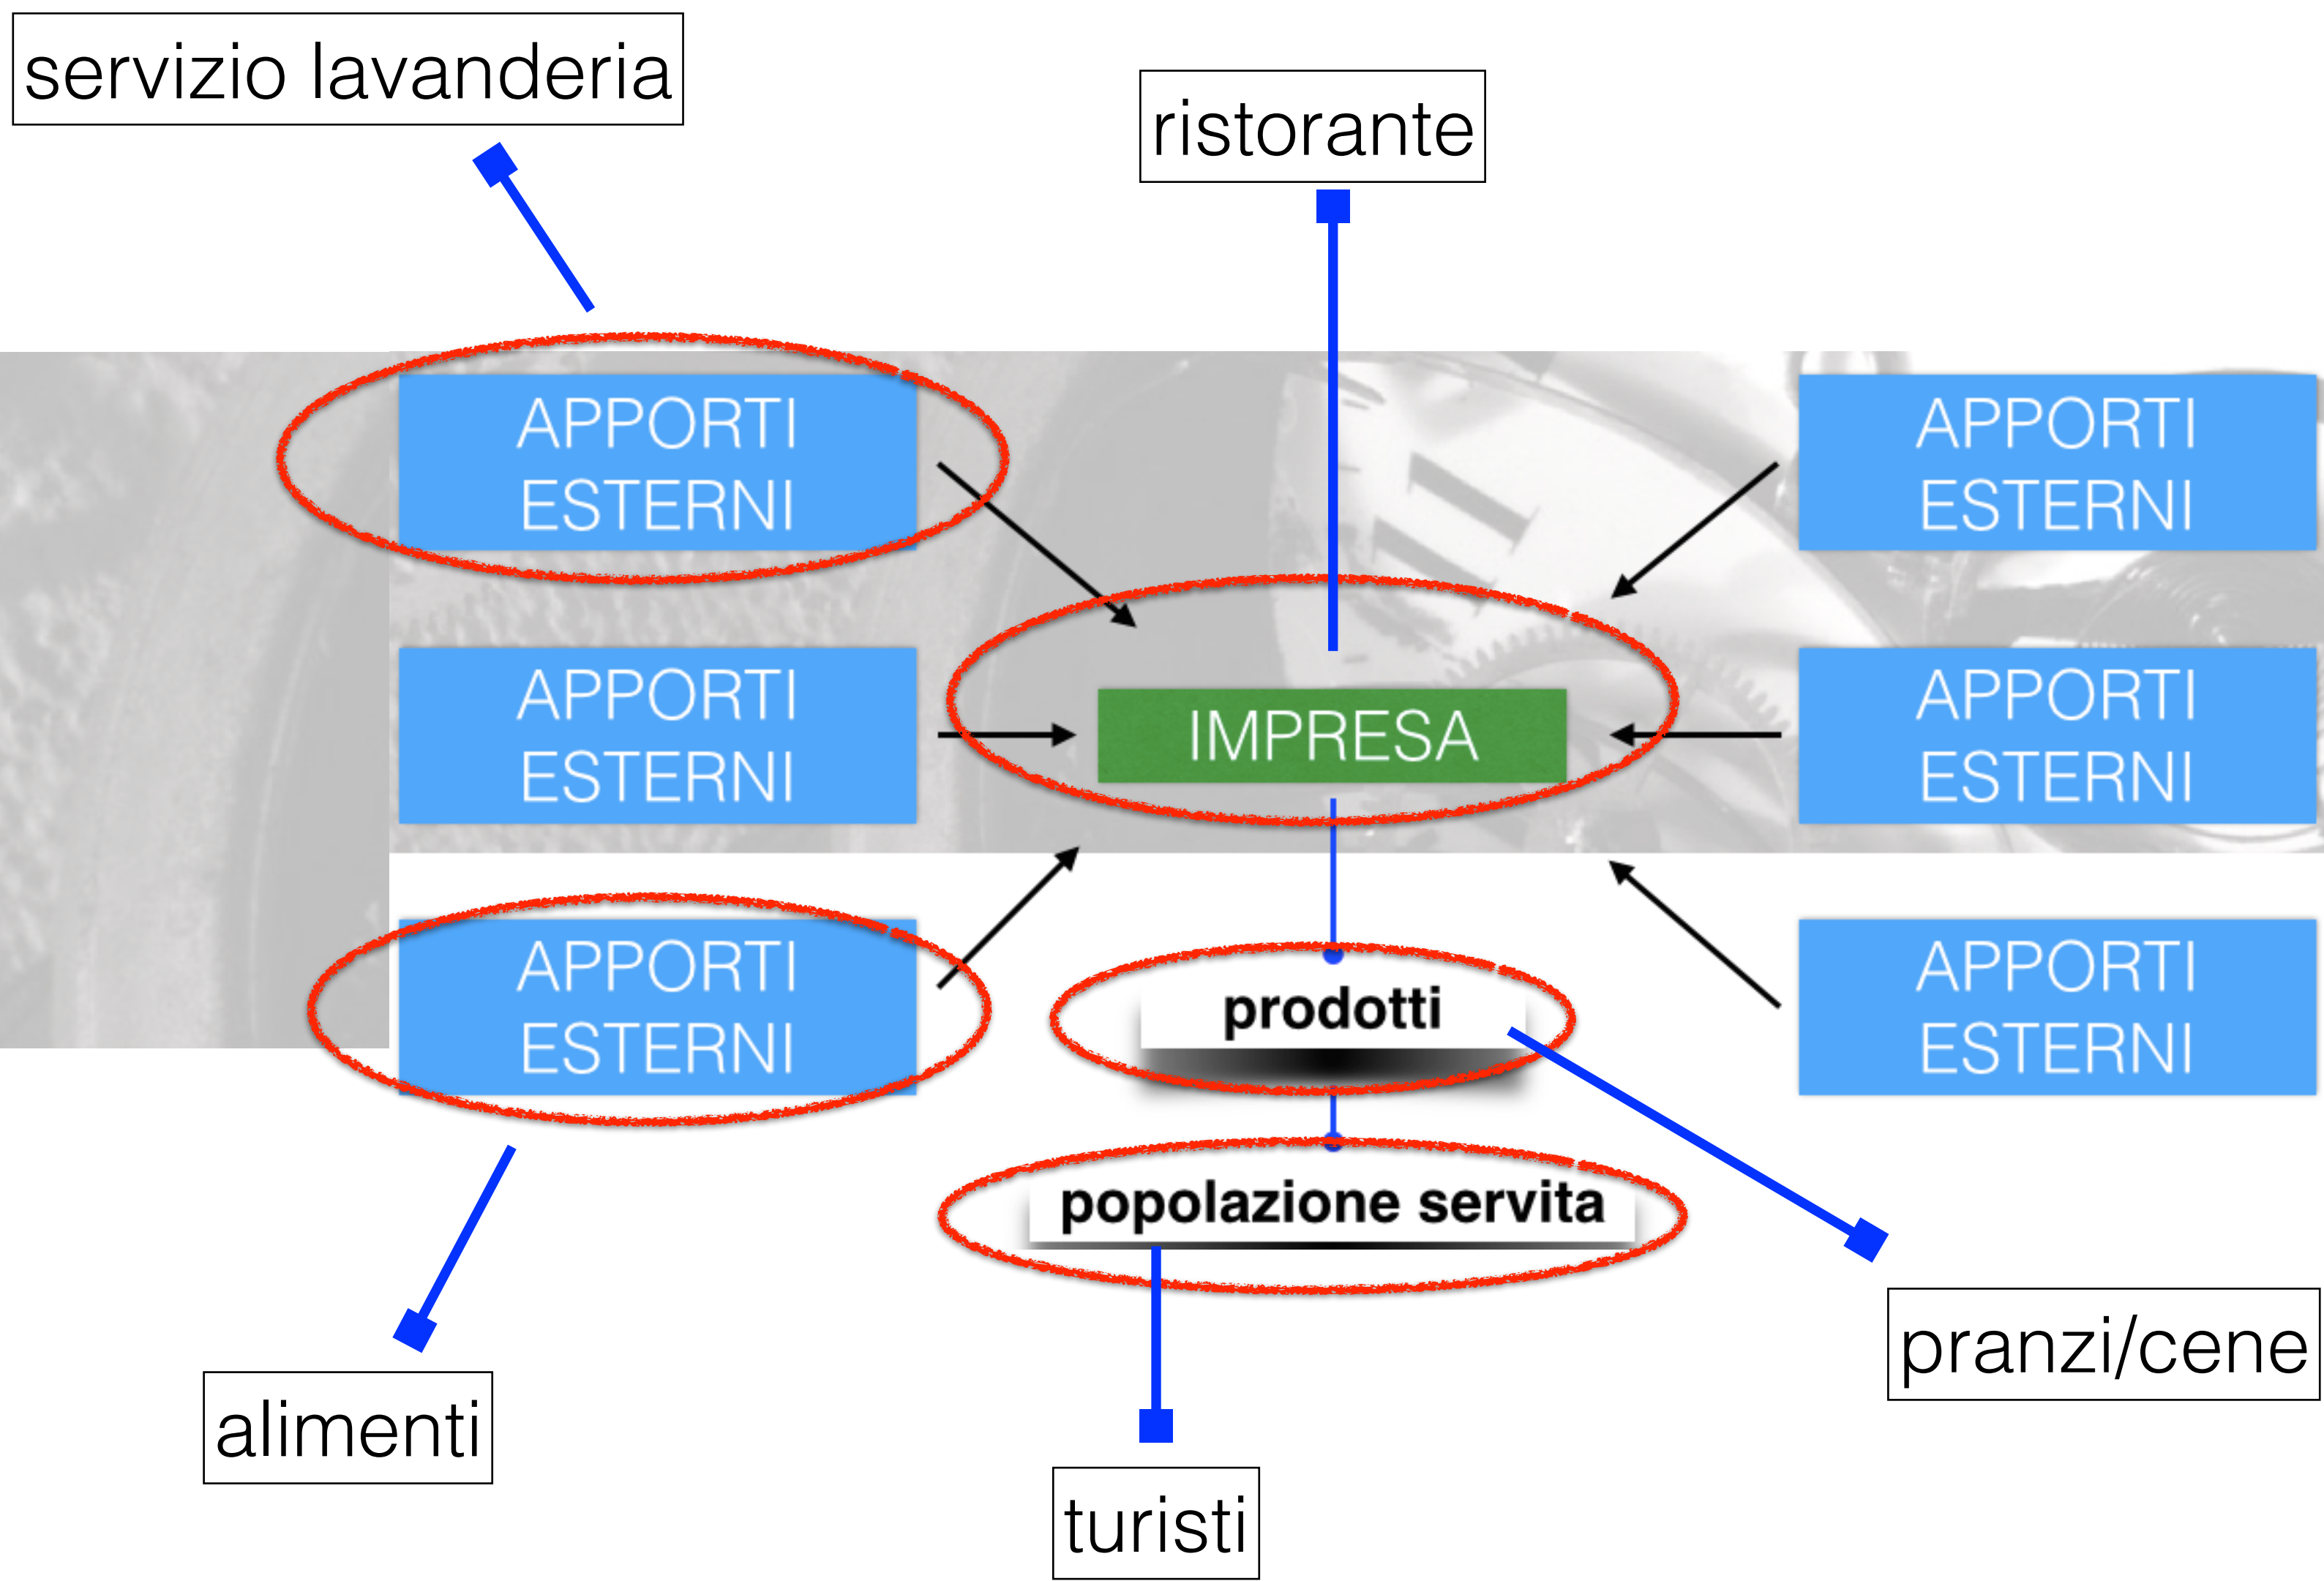 servizio lavanderia
ristorante
APPORTI
ESTERNI
APPORTI
ESTERNI
APPORTI
ESTERNI
IMPRESA
APPORTI
ESTERNI
APPORTI
ESTERNI
prodotti
APPORTI
ESTERNI
popolazione servita
pranzi/cene
alimenti
turisti